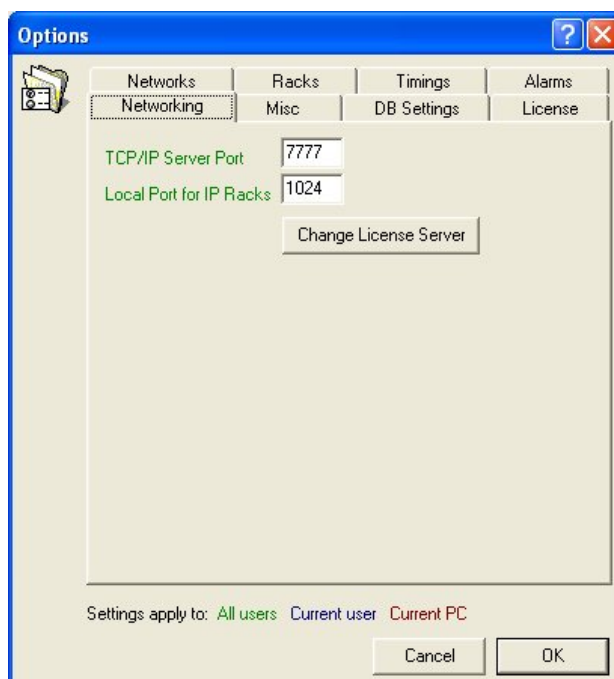 Options
Networks Racks Timings Alarms
Networking Misc DB Settings License
TCP/IP Server Port 7777
Local Port for IP Racks 1024
Change License Server
Settings apply to: All users Current user Current PC
Cancel OK